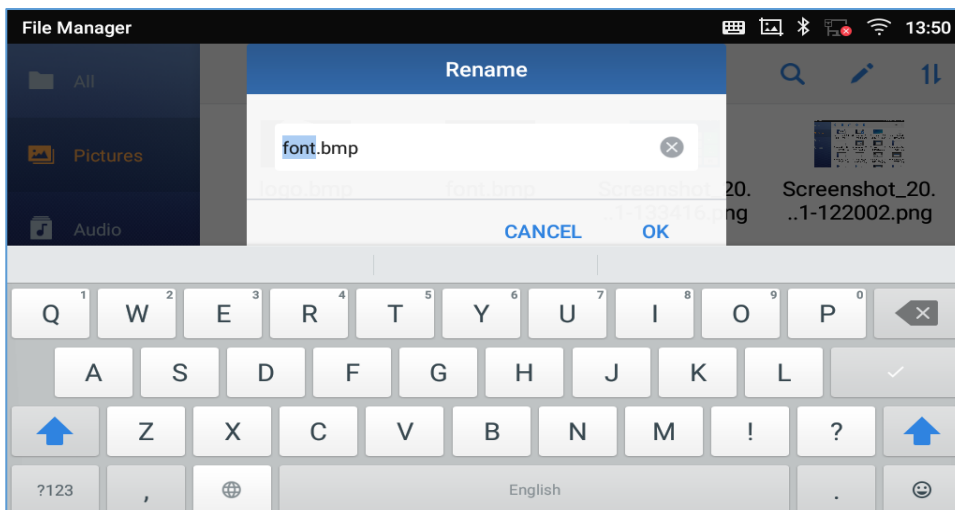 File Manager 13:50
Rename
All
font.bmp
Pictures
logo.bmp font.bmp Screenshot_20. Screenshot_20.
..1-133416.png ..1-122002.png
Audio
CANCEL OK
Q 1 W 2 E 3 R 4 T 5 Y 6 U 7 I 8 O 9 P 0
A S D F G H J K L
Z X C V B N M ! ?
?123 , English .